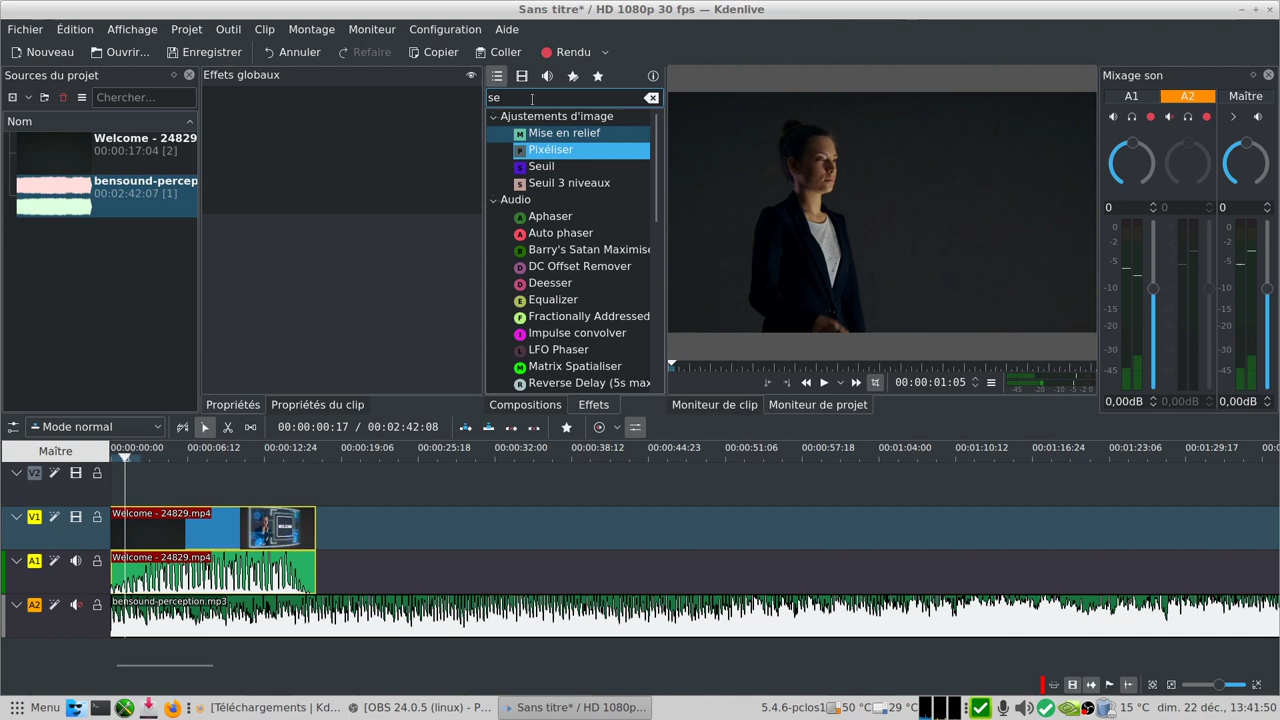 Sans titre* / HD 1080p 30 fps — Kdenlive
Fichier Édition Affichage Projet Outil Clip Montage Moniteur Configuration Aide
Nouveau Ouvrir... Enregistrer Annuler Refaire Copier Coller Rendu
Sources du projet
Chercher...
Nom
Welcome - 24829
00:00:17:04 [2]
bensound-percep
00:02:42:07 [1]
Effets globaux
se
Ajustements d'image
Mise en relief
Pixéliser
Seuil
Seuil 3 niveaux
Audio
Aphaser
Auto phaser
Barry's Satan Maximise
DC Offset Remover
Deesser
Equalizer
Fractionally Addressed
Impulse convolver
LFO Phaser
Matrix Spatialiser
Reverse Delay (5s max
Propriétés Propriétés du clip
Compositions Effets
00:00:01:05
Moniteur de clip Moniteur de projet
Mixage son
A1 A2 Maître
0 0 0
0 -5 -10 -15 -20 -30 -50
0 -5 -10 -15 -20 -30 -50
0,00dB 0,00dB 0,00dB
Mode normal 00:00:00:17 / 00:02:42:08
Maître
00:00:00:00 00:00:06:12 00:00:12:24 00:00:19:06 00:00:25:18 00:00:32:00 00:00:38:12 00:00:44:23 00:00:51:06 00:00:57:18 00:01:04:00 00:01:10:12 00:01:16:24 00:01:23:06 00:01:29:17
V2
V1
Welcome - 24829.mp4
A1
Welcome - 24829.mp4
A2
bensound-perception.mp3
Menu [Téléchargements | Kd... [OBS 24.0.5 (linux) - P... Sans titre* / HD 1080p... 5.4.6-pclos1 50 °C 29 °C 15 °C dim. 22 déc., 13:41:50